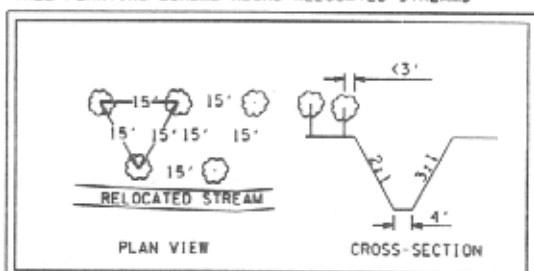 <3'
15' 15'
15' 15' 15' 15'
2:1 3:1
15'
RELOCATED STREAM
4'
PLAN VIEW CROSS-SECTION